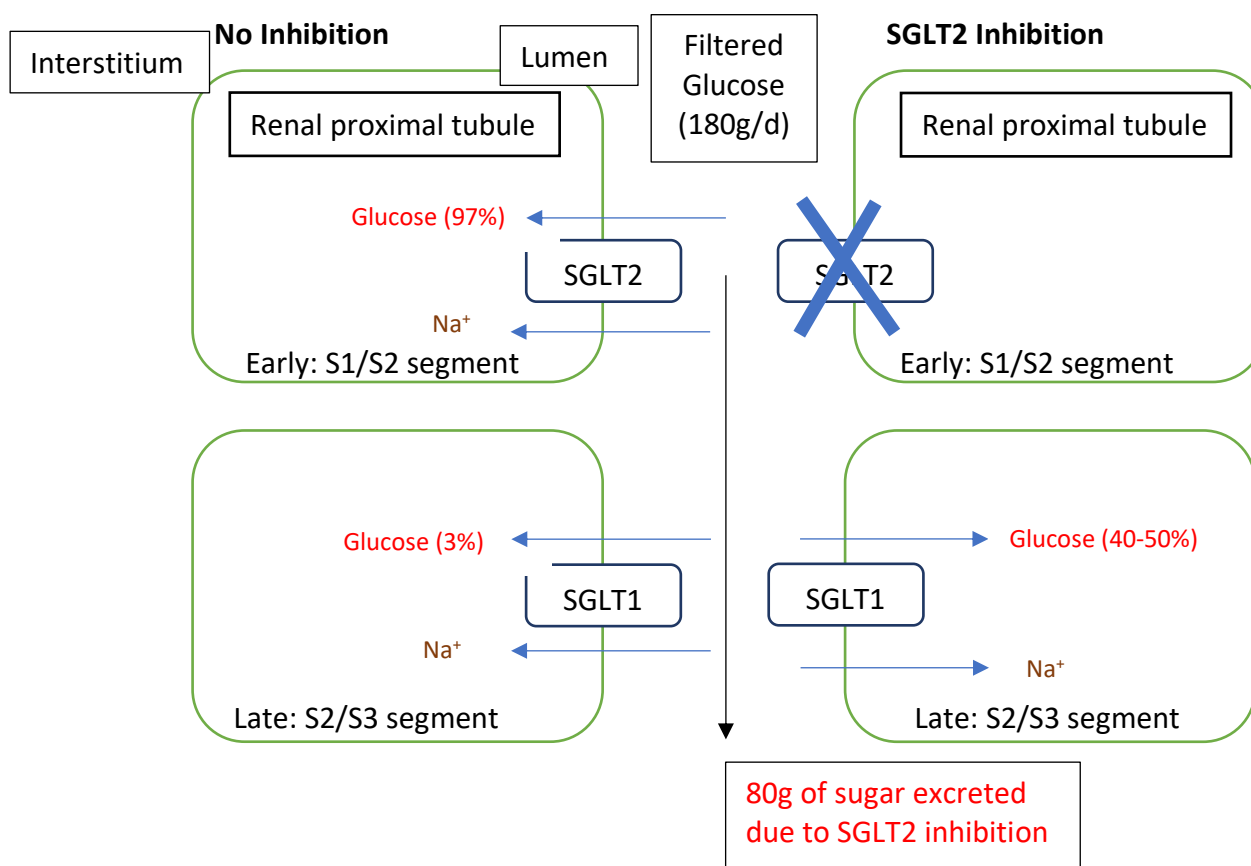 No Inhibition
SGLT2 Inhibition
Interstitium
Lumen
Filtered
Glucose
(180g/d)
Renal proximal tubule
Renal proximal tubule
Glucose (97%)
SGLT2
SGLT2
Na⁺
Early: S1/S2 segment
Early: S1/S2 segment
Glucose (3%)
Glucose (40-50%)
SGLT1
SGLT1
Na⁺
Na⁺
Late: S2/S3 segment
Late: S2/S3 segment
80g of sugar excreted
due to SGLT2 inhibition